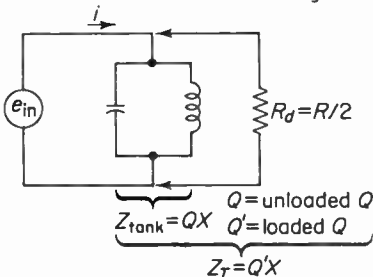 i
e_in
R_d = R/2
Q = unloaded Q
Z_tank = QX
Q' = loaded Q
Z_T = Q'X